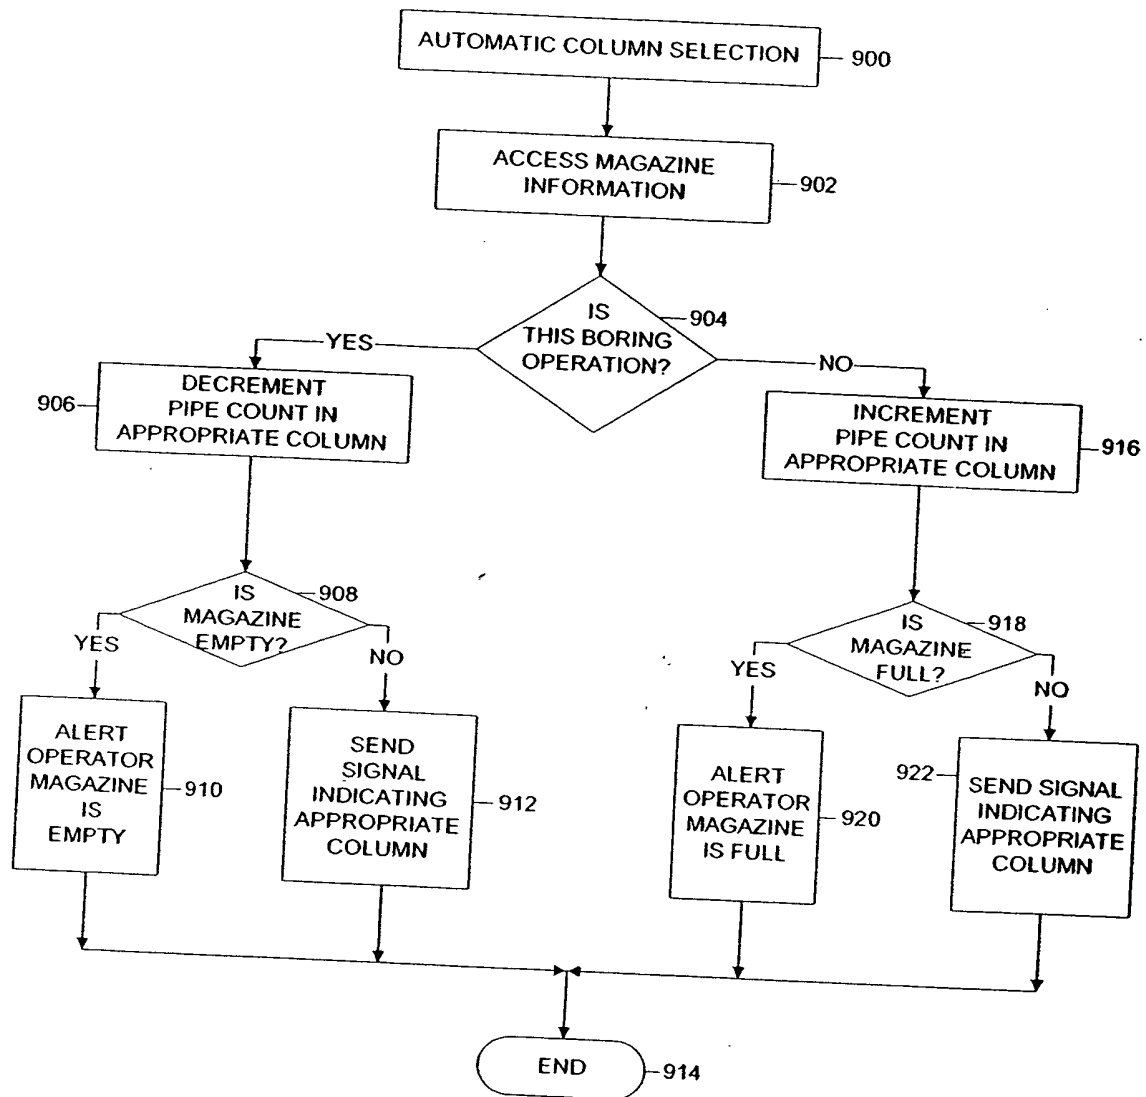 AUTOMATIC COLUMN SELECTION
900
ACCESS MAGAZINE
INFORMATION
902
IS
THIS BORING
OPERATION?
904
YES
NO
DECREMENT
PIPE COUNT IN
APPROPRIATE COLUMN
906
INCREMENT
PIPE COUNT IN
APPROPRIATE COLUMN
916
IS
MAGAZINE
EMPTY?
908
YES
NO
IS
MAGAZINE
FULL?
918
YES
NO
ALERT
OPERATOR
MAGAZINE
IS
EMPTY
910
SEND
SIGNAL
INDICATING
APPROPRIATE
COLUMN
912
ALERT
OPERATOR
MAGAZINE
IS FULL
920
922
SEND SIGNAL
INDICATING
APPROPRIATE
COLUMN
END
914